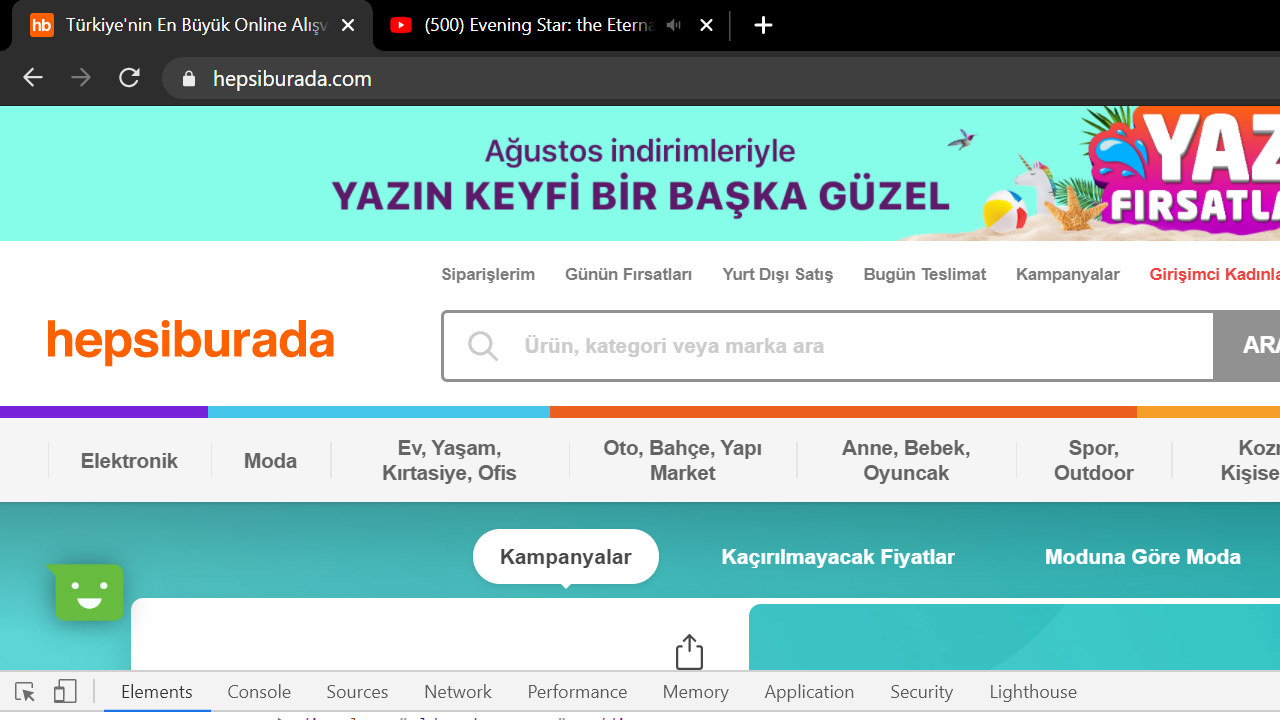 hb Türkiye'nin En Büyük Online Alışv (500) Evening Star: the Eterna
hepsiburada.com
Ağustos indirimleriyle
YAZIN KEYFİ BİR BAŞKA GÜZEL
YAZ
FIRSATLA
Siparişlerim Günün Fırsatları Yurt Dışı Satış Bugün Teslimat Kampanyalar Girişimci Kadınla
hepsiburada
Ürün, kategori veya marka ara
ARA
Elektronik
Moda
Ev, Yaşam,
Kırtasiye, Ofis
Oto, Bahçe, Yapı
Market
Anne, Bebek,
Oyuncak
Spor,
Outdoor
Kozm
Kişise
Kampanyalar Kaçırılmayacak Fiyatlar Moduna Göre Moda
Elements Console Sources Network Performance Memory Application Security Lighthouse